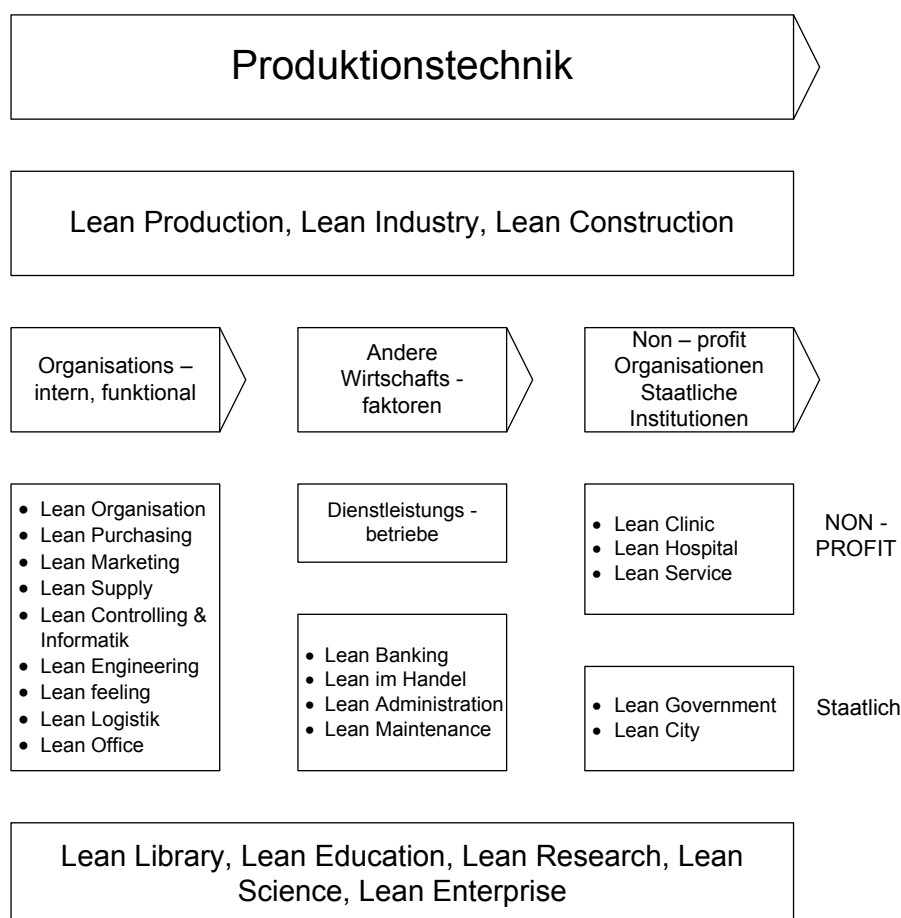 Produktionstechnik
Lean Production, Lean Industry, Lean Construction
Organisations –
intern, funktional
Andere
Wirtschafts -
faktoren
Non – profit
Organisationen
Staatliche
Institutionen
• Lean Organisation
• Lean Purchasing
• Lean Marketing
• Lean Supply
• Lean Controlling &
Informatik
• Lean Engineering
• Lean feeling
• Lean Logistik
• Lean Office
Dienstleistungs -
betriebe
• Lean Banking
• Lean im Handel
• Lean Administration
• Lean Maintenance
• Lean Clinic
• Lean Hospital
• Lean Service
NON -
PROFIT
• Lean Government
• Lean City
Staatlich
Lean Library, Lean Education, Lean Research, Lean
Science, Lean Enterprise